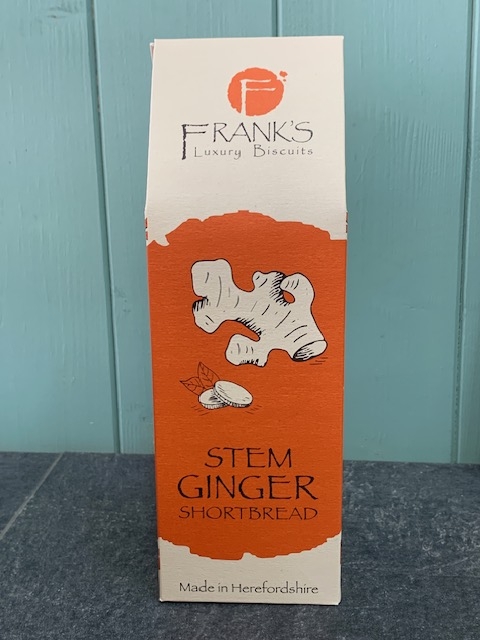 F
FRANK'S
Luxury Biscuits
STEM
GINGER
SHORTBREAD
Made in Herefordshire